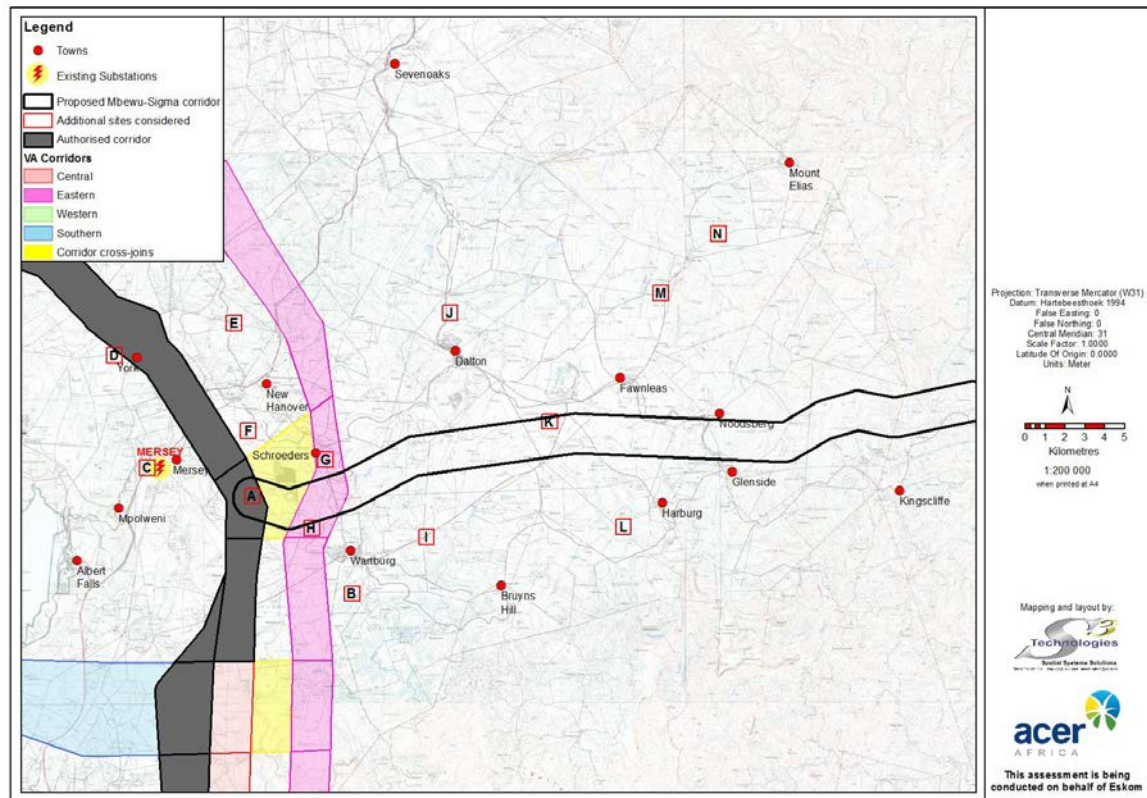 Legend
Towns
Existing Substations
Proposed Mbewu-Sigma corridor
Additional sites considered
Authorised corridor
VA Corridors
Central
Eastern
Western
Southern
Corridor cross-joins
Sevenoaks
Mount
Elias
N
M
E
J
D
York
Dalton
New
Hanover
Fawnleas
F
K
Noodsberg
MERSEY
C
Mersey
Schroeders
G
Glenside
A
Kingscliffe
Mpolweni
Harburg
H
L
I
Wartburg
Albert
Falls
B
Bruyns
Hill
Projection: Transverse Mercator (W31)
Datum: Hartebeesthoek 1994
False Easting: 0
False Northing: 0
Central Meridian: 31
Scale Factor: 1.0000
Latitude Of Origin: 0.0000
Units: Meter
N
0 1 2 3 4 5
Kilometres
1:200 000
when printed at A4
Mapping and layout by:
S3
Technologies
Spatial Systems Solutions
acer
AFRICA
This assessment is being
conducted on behalf of Eskom